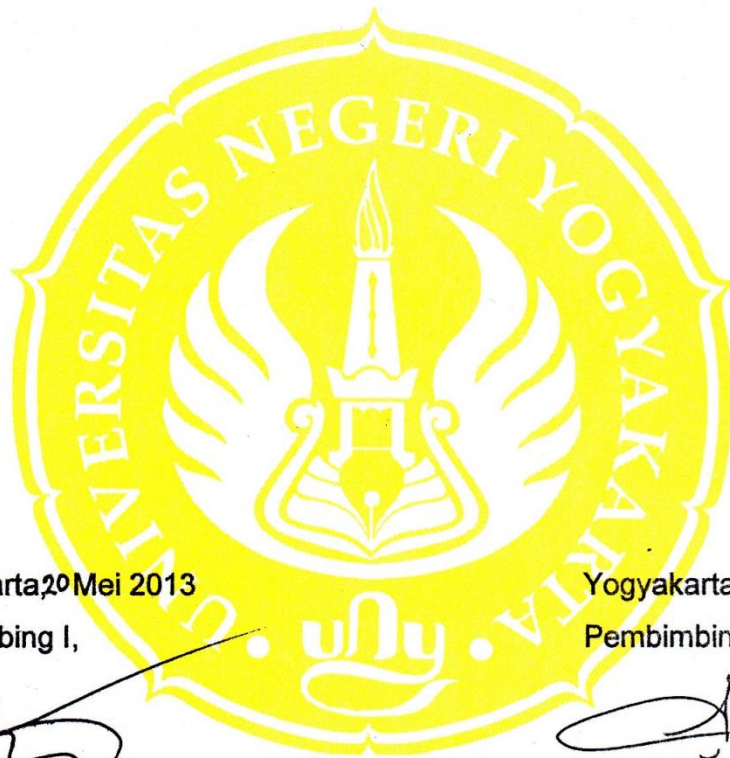 UNIVERSITAS NEGERI YOGYAKARTA
uny
arta,20 Mei 2013
bing I,
Yogyakarta
Pembimbin